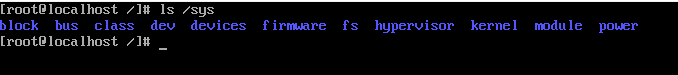 [root@localhost /]# ls /sys
block  bus  class  dev  devices  firmware  fs  hypervisor  kernel  module  power
[root@localhost /]# _